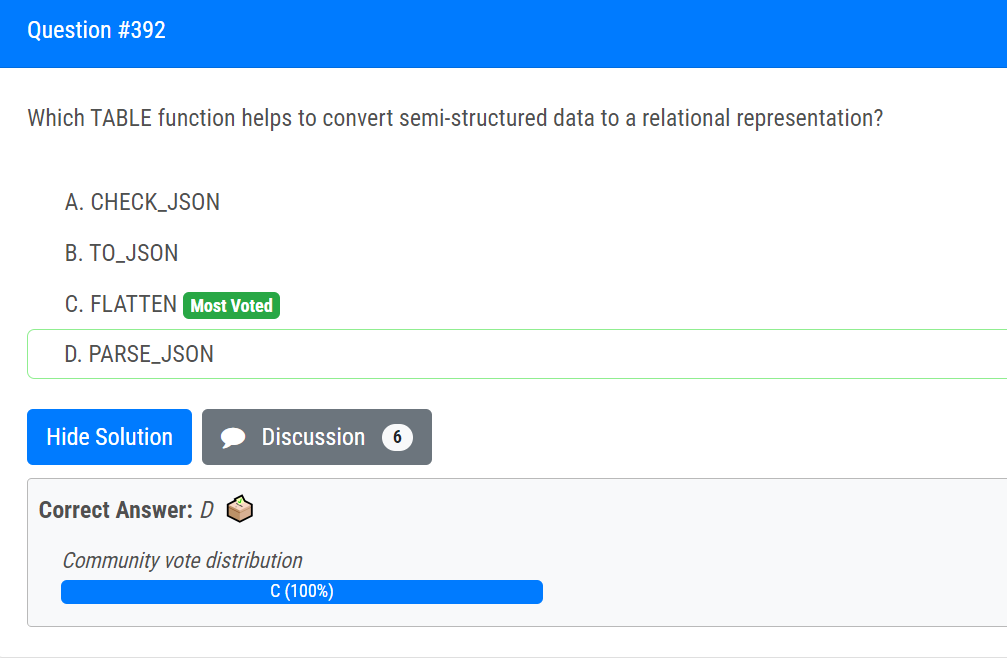 Question #392
Which TABLE function helps to convert semi-structured data to a relational representation?
A. CHECK_JSON
B. TO_JSON
C. FLATTEN Most Voted
D. PARSE_JSON
Hide Solution Discussion 6
Correct Answer: D
Community vote distribution
C (100%)